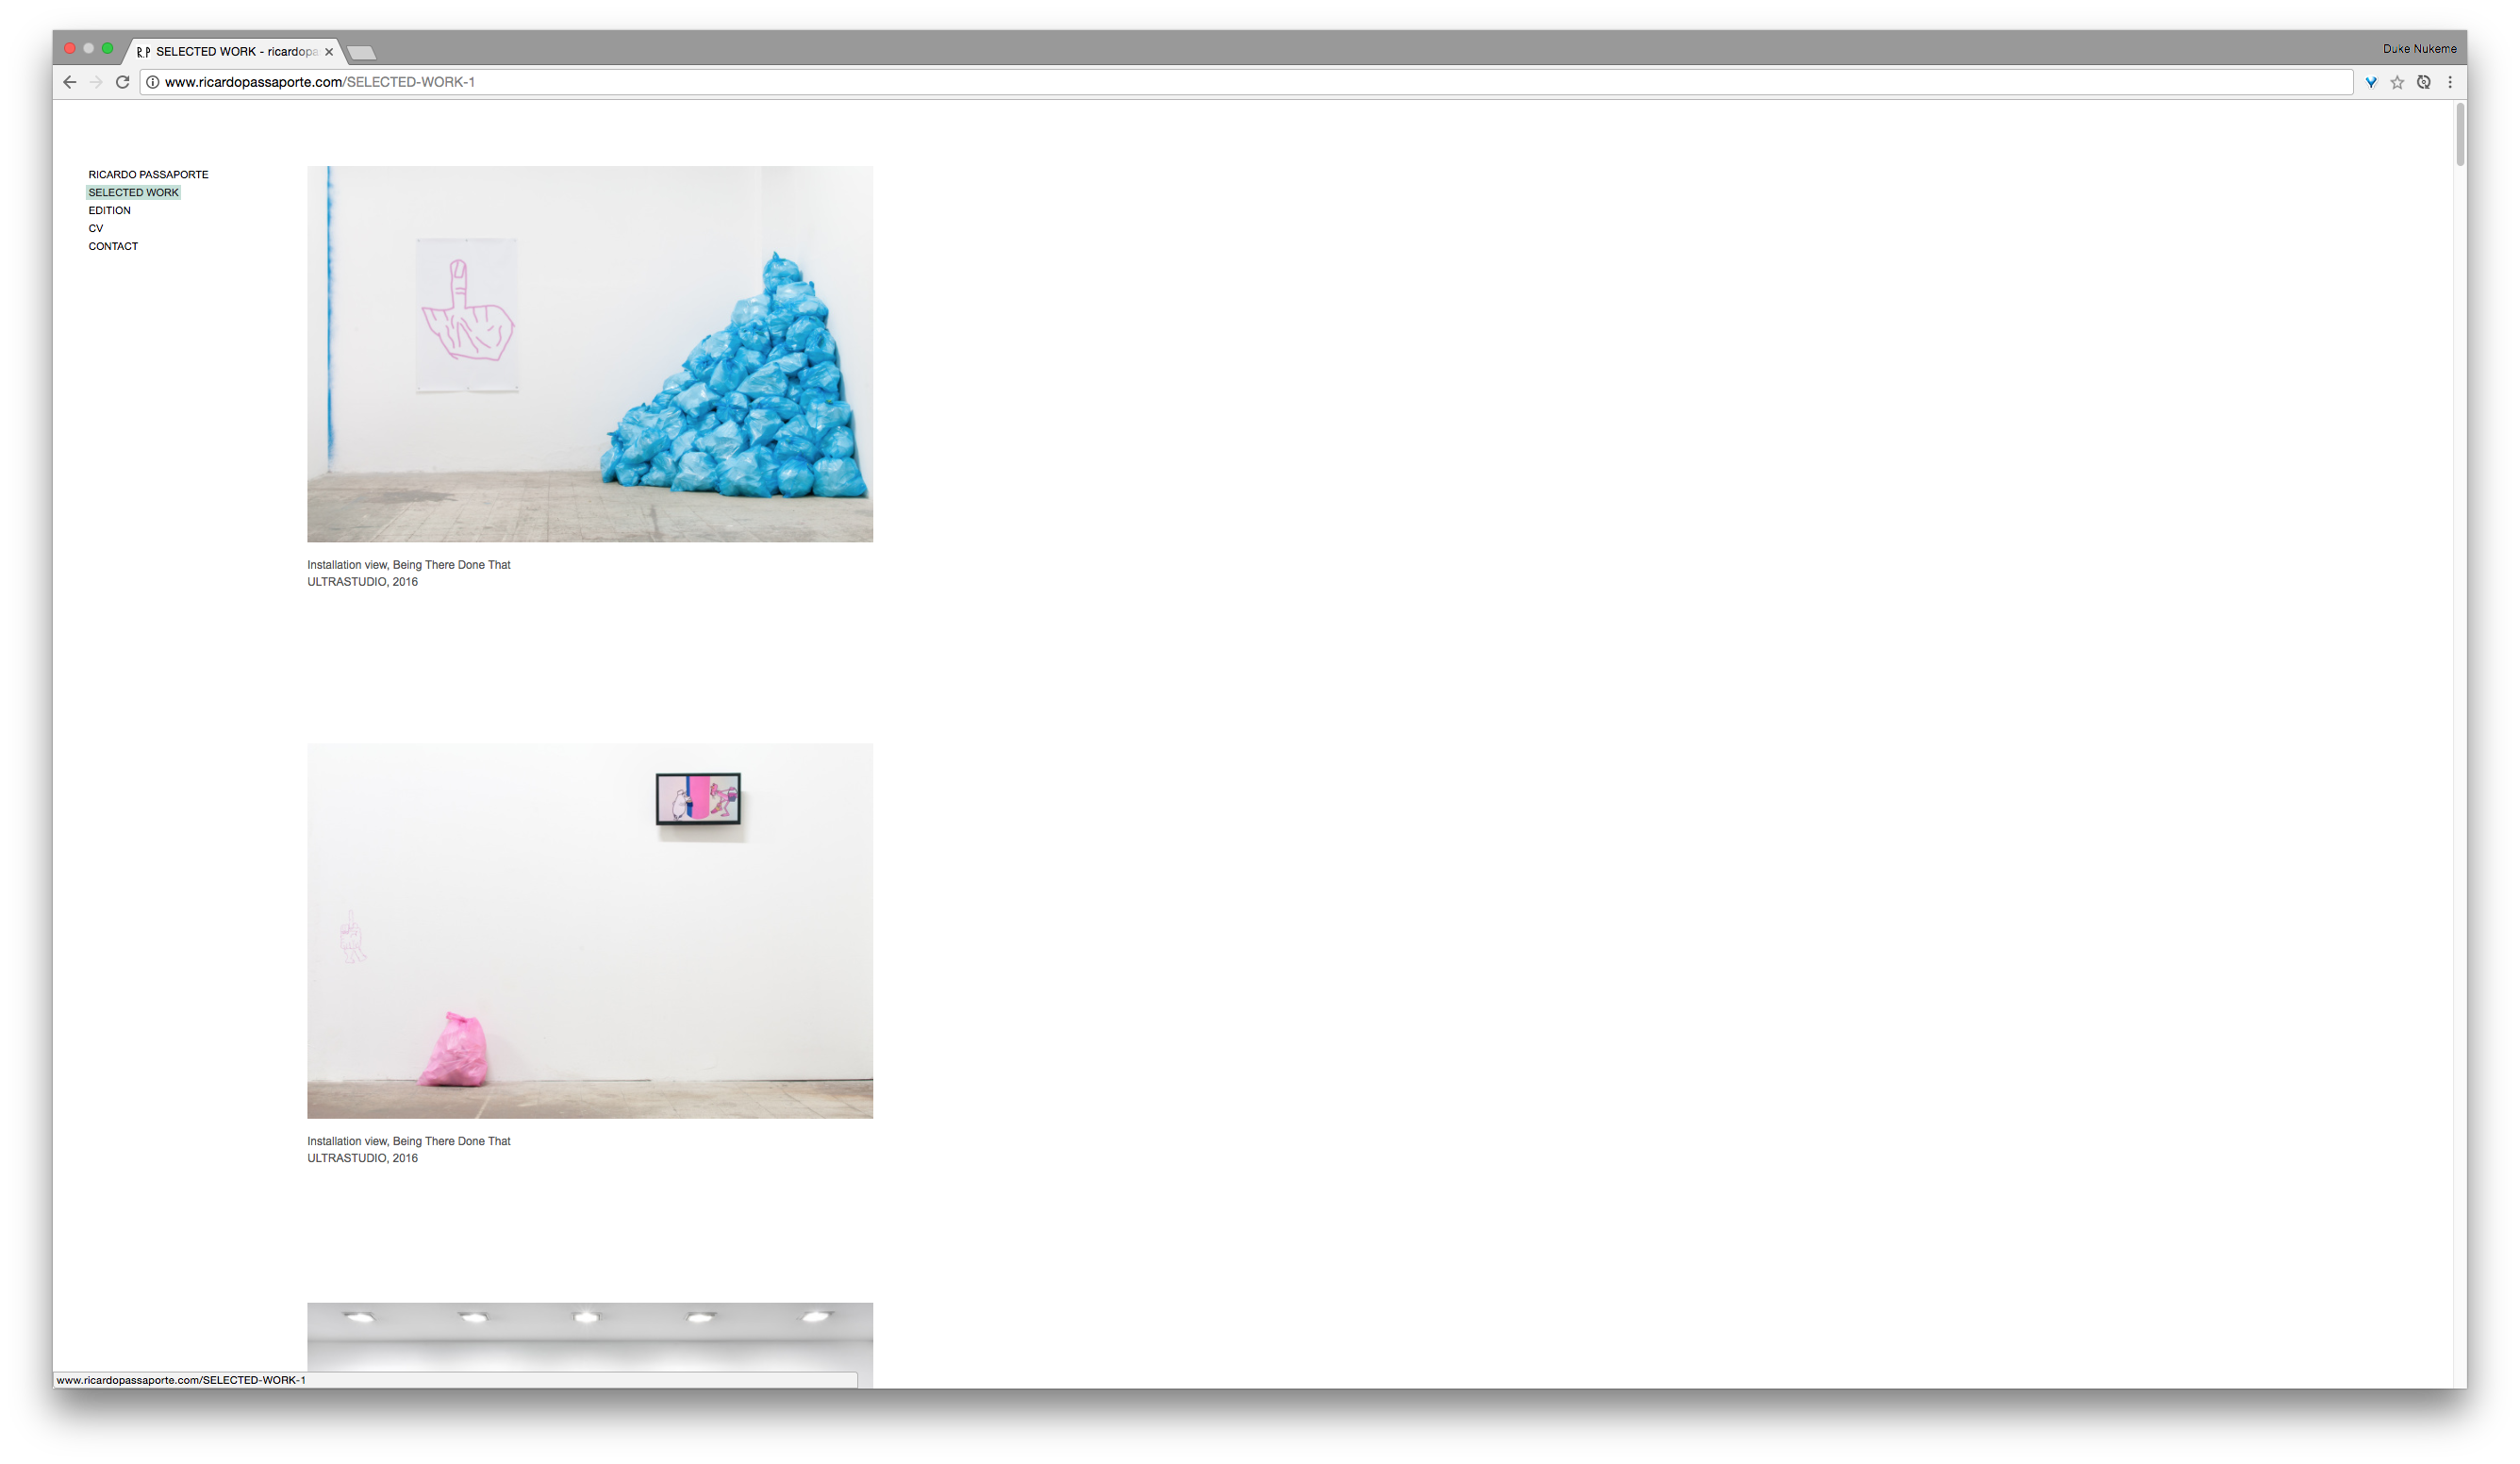 R P SELECTED WORK - ricardopa
Duke Nukeme
www.ricardopassaporte.com/SELECTED-WORK-1
RICARDO PASSAPORTE
SELECTED WORK
EDITION
CV
CONTACT
Installation view, Being There Done That
ULTRASTUDIO, 2016
Installation view, Being There Done That
ULTRASTUDIO, 2016
www.ricardopassaporte.com/SELECTED-WORK-1